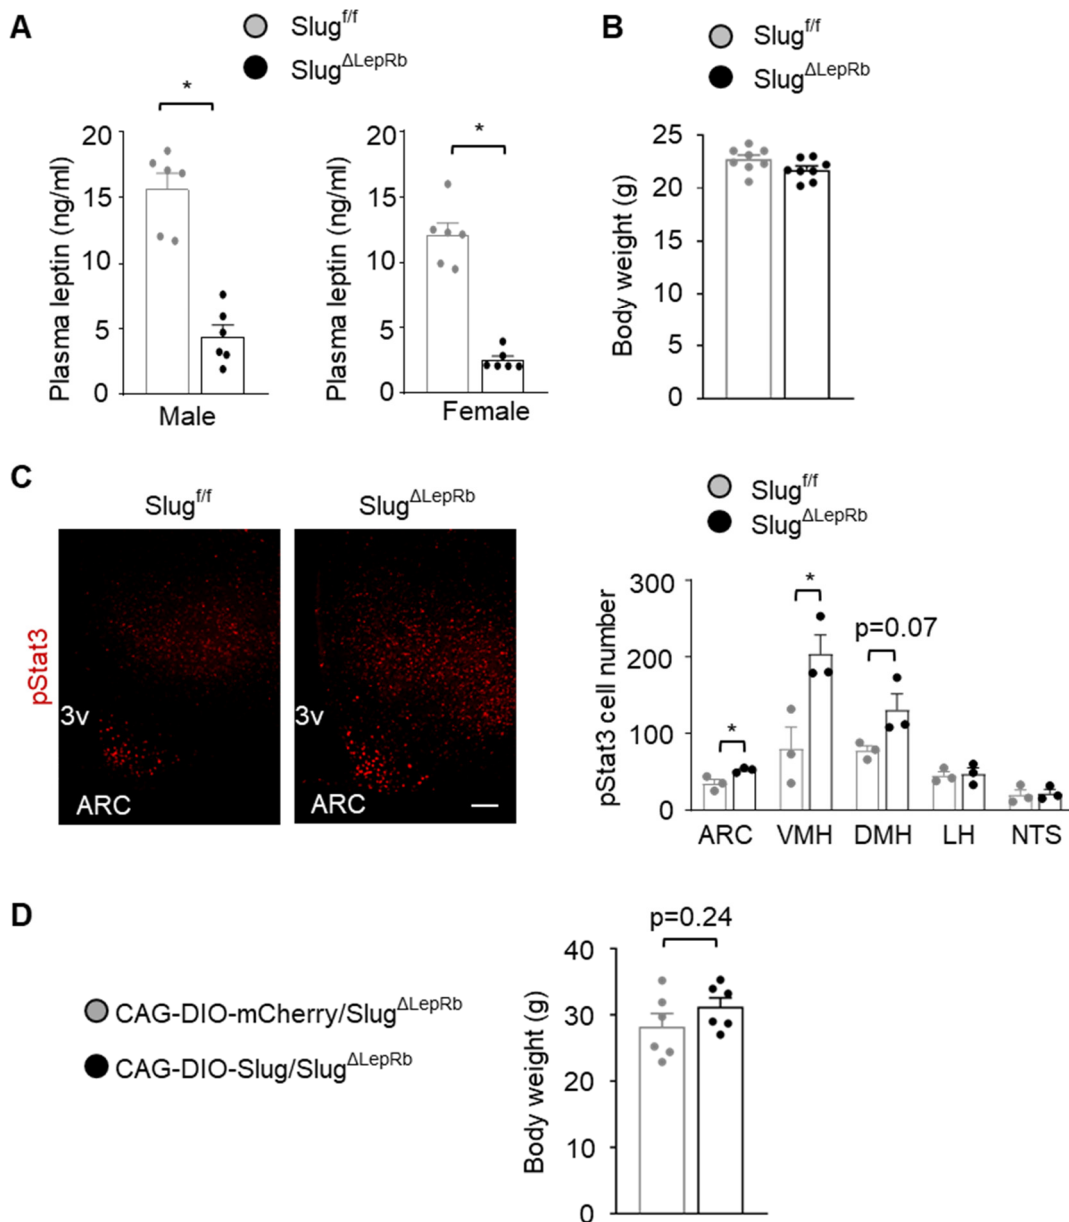 A
Slug^f/f
Slug^ΔLepRb
*
Plasma leptin (ng/ml)
20
15
10
5
0
Male
*
Plasma leptin (ng/ml)
20
15
10
5
0
Female
B
Slug^f/f
Slug^ΔLepRb
Body weight (g)
25
20
15
10
5
0
C
Slug^f/f
Slug^ΔLepRb
pStat3
3v
ARC
3v
ARC
Slug^f/f
Slug^ΔLepRb
pStat3 cell number
300
200
100
0
*
*
p=0.07
ARC VMH DMH LH NTS
D
CAG-DIO-mCherry/Slug^ΔLepRb
CAG-DIO-Slug/Slug^ΔLepRb
p=0.24
Body weight (g)
40
30
20
10
0